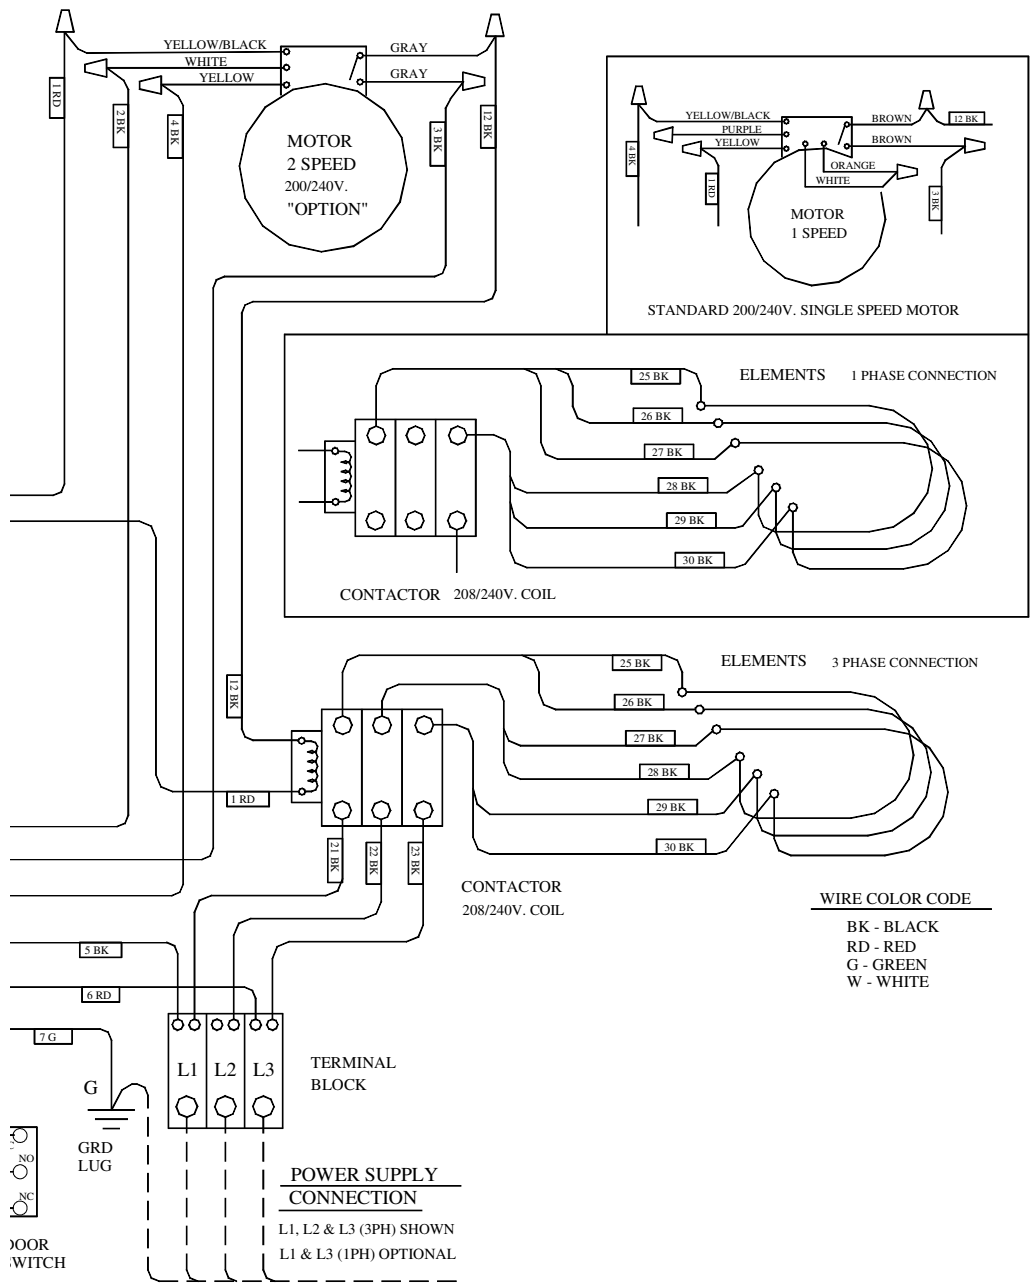 YELLOW/BLACK
WHITE
YELLOW
GRAY
GRAY
1 RD
2 BK
4 BK
3 BK
12 BK
MOTOR
2 SPEED
200/240V.
"OPTION"
YELLOW/BLACK
PURPLE
YELLOW
BROWN
12 BK
BROWN
ORANGE
WHITE
4 BK
1 RD
3 BK
MOTOR
1 SPEED
STANDARD 200/240V. SINGLE SPEED MOTOR
25 BK
ELEMENTS 1 PHASE CONNECTION
26 BK
27 BK
28 BK
29 BK
30 BK
CONTACTOR 208/240V. COIL
25 BK
ELEMENTS 3 PHASE CONNECTION
26 BK
27 BK
28 BK
29 BK
30 BK
12 BK
1 RD
21 BK
22 BK
23 BK
CONTACTOR
208/240V. COIL
WIRE COLOR CODE
BK - BLACK
RD - RED
G - GREEN
W - WHITE
5 BK
6 RD
7 G
L1
L2
L3
TERMINAL
BLOCK
G
GRD
LUG
NO
NC
DOOR
SWITCH
POWER SUPPLY
CONNECTION
L1, L2 & L3 (3PH) SHOWN
L1 & L3 (1PH) OPTIONAL